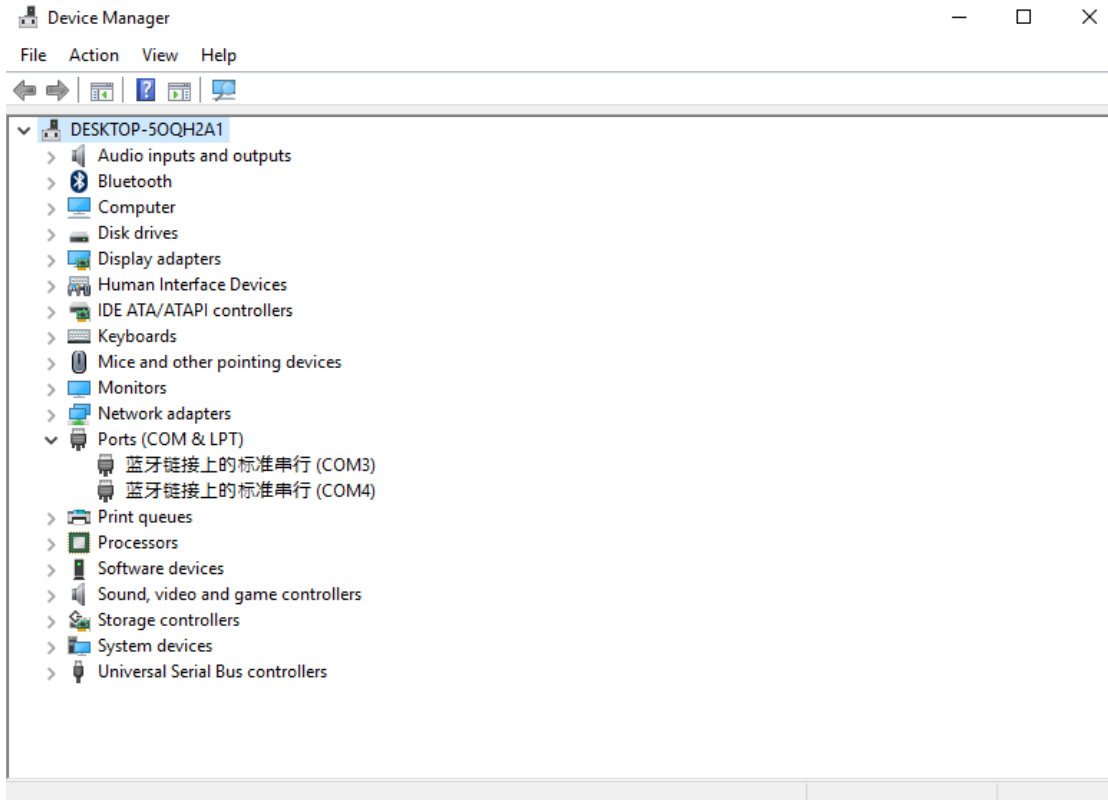 Device Manager
File Action View Help
DESKTOP-5OQH2A1
Audio inputs and outputs
Bluetooth
Computer
Disk drives
Display adapters
Human Interface Devices
IDE ATA/ATAPI controllers
Keyboards
Mice and other pointing devices
Monitors
Network adapters
Ports (COM & LPT)
蓝牙链接上的标准串行 (COM3)
蓝牙链接上的标准串行 (COM4)
Print queues
Processors
Software devices
Sound, video and game controllers
Storage controllers
System devices
Universal Serial Bus controllers